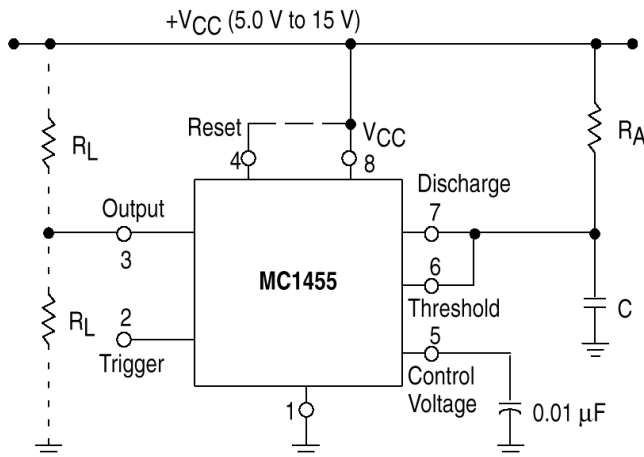 +VCC (5.0 V to 15 V)
Reset
VCC
RL
RA
4
8
Discharge
Output
7
3
MC1455
6
Threshold
RL
2
Trigger
C
5
Control
Voltage
1
0.01 µF